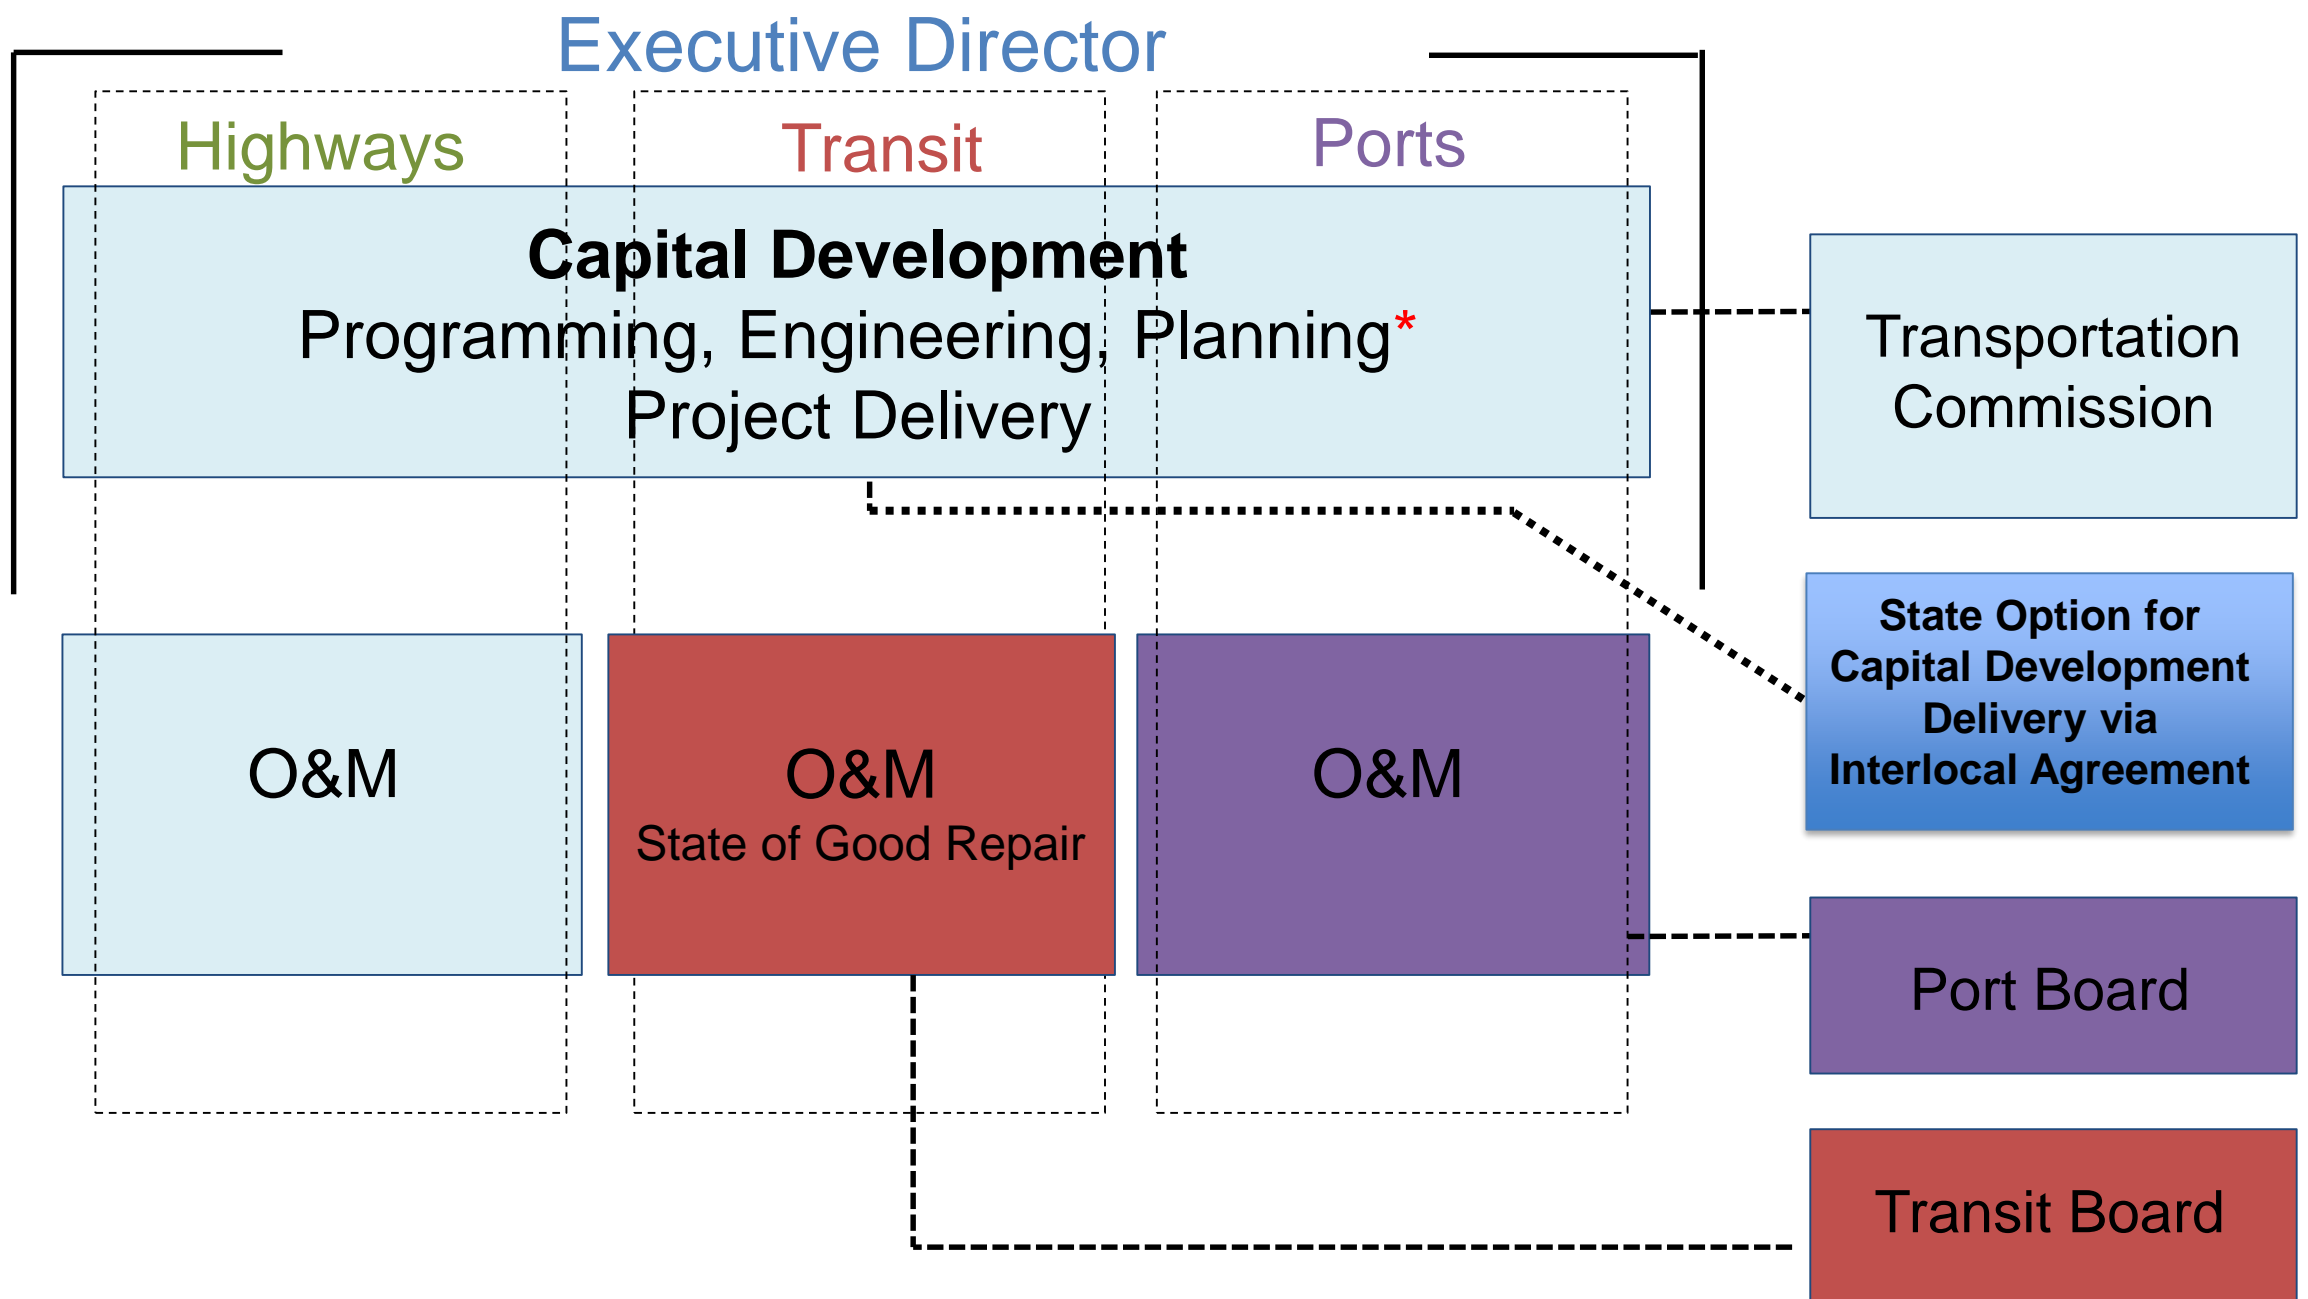 Executive Director
Highways
Transit
Ports
Capital Development
Programming, Engineering, Planning*
Project Delivery
Transportation
Commission
State Option for
Capital Development
Delivery via
Interlocal Agreement
O&M
O&M
State of Good Repair
O&M
Port Board
Transit Board